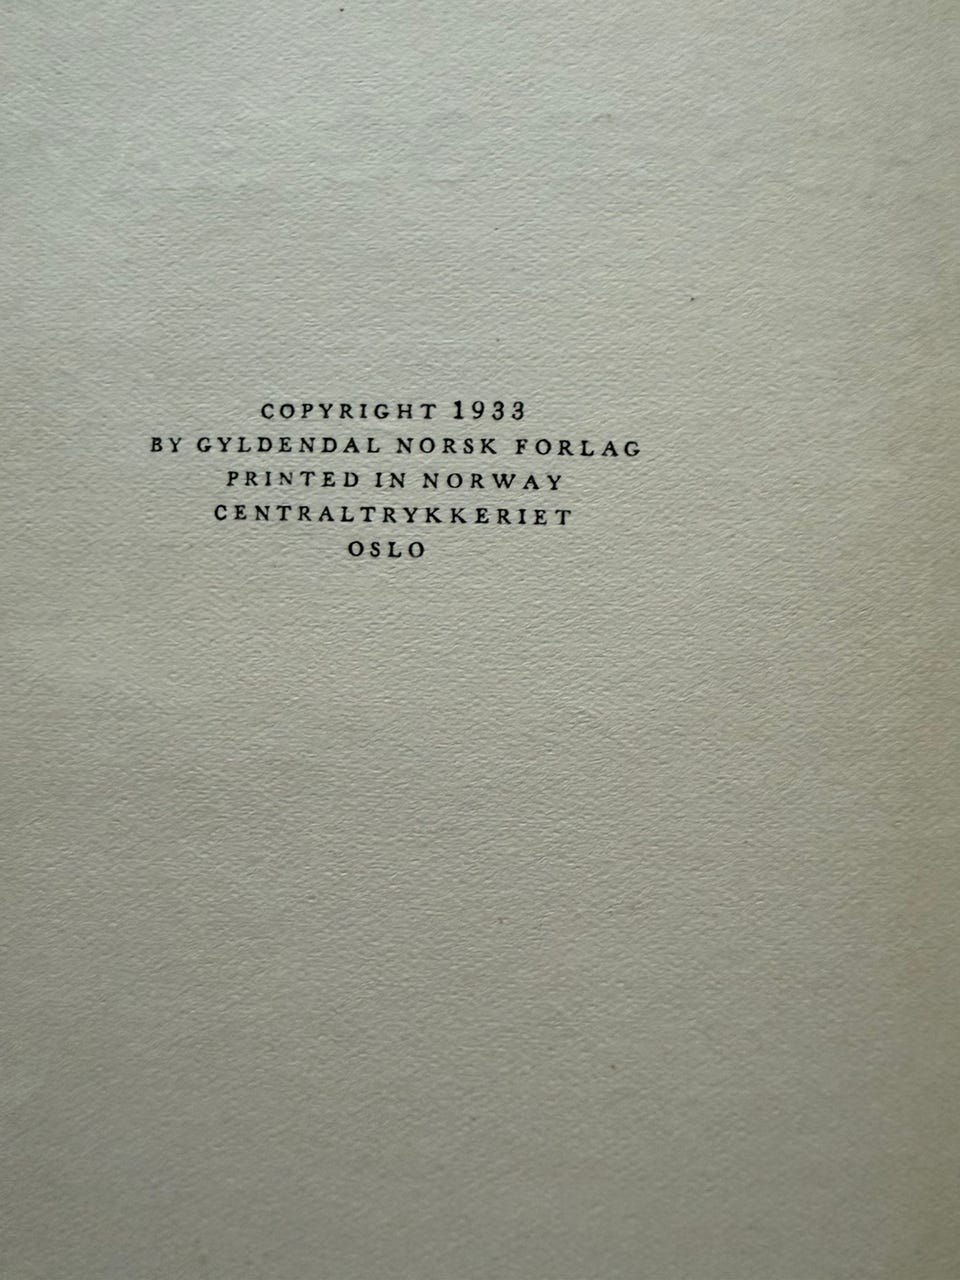 COPYRIGHT 1933
BY GYLDENDAL NORSK FORLAG
PRINTED IN NORWAY
CENTRALTRYKKERIET
OSLO